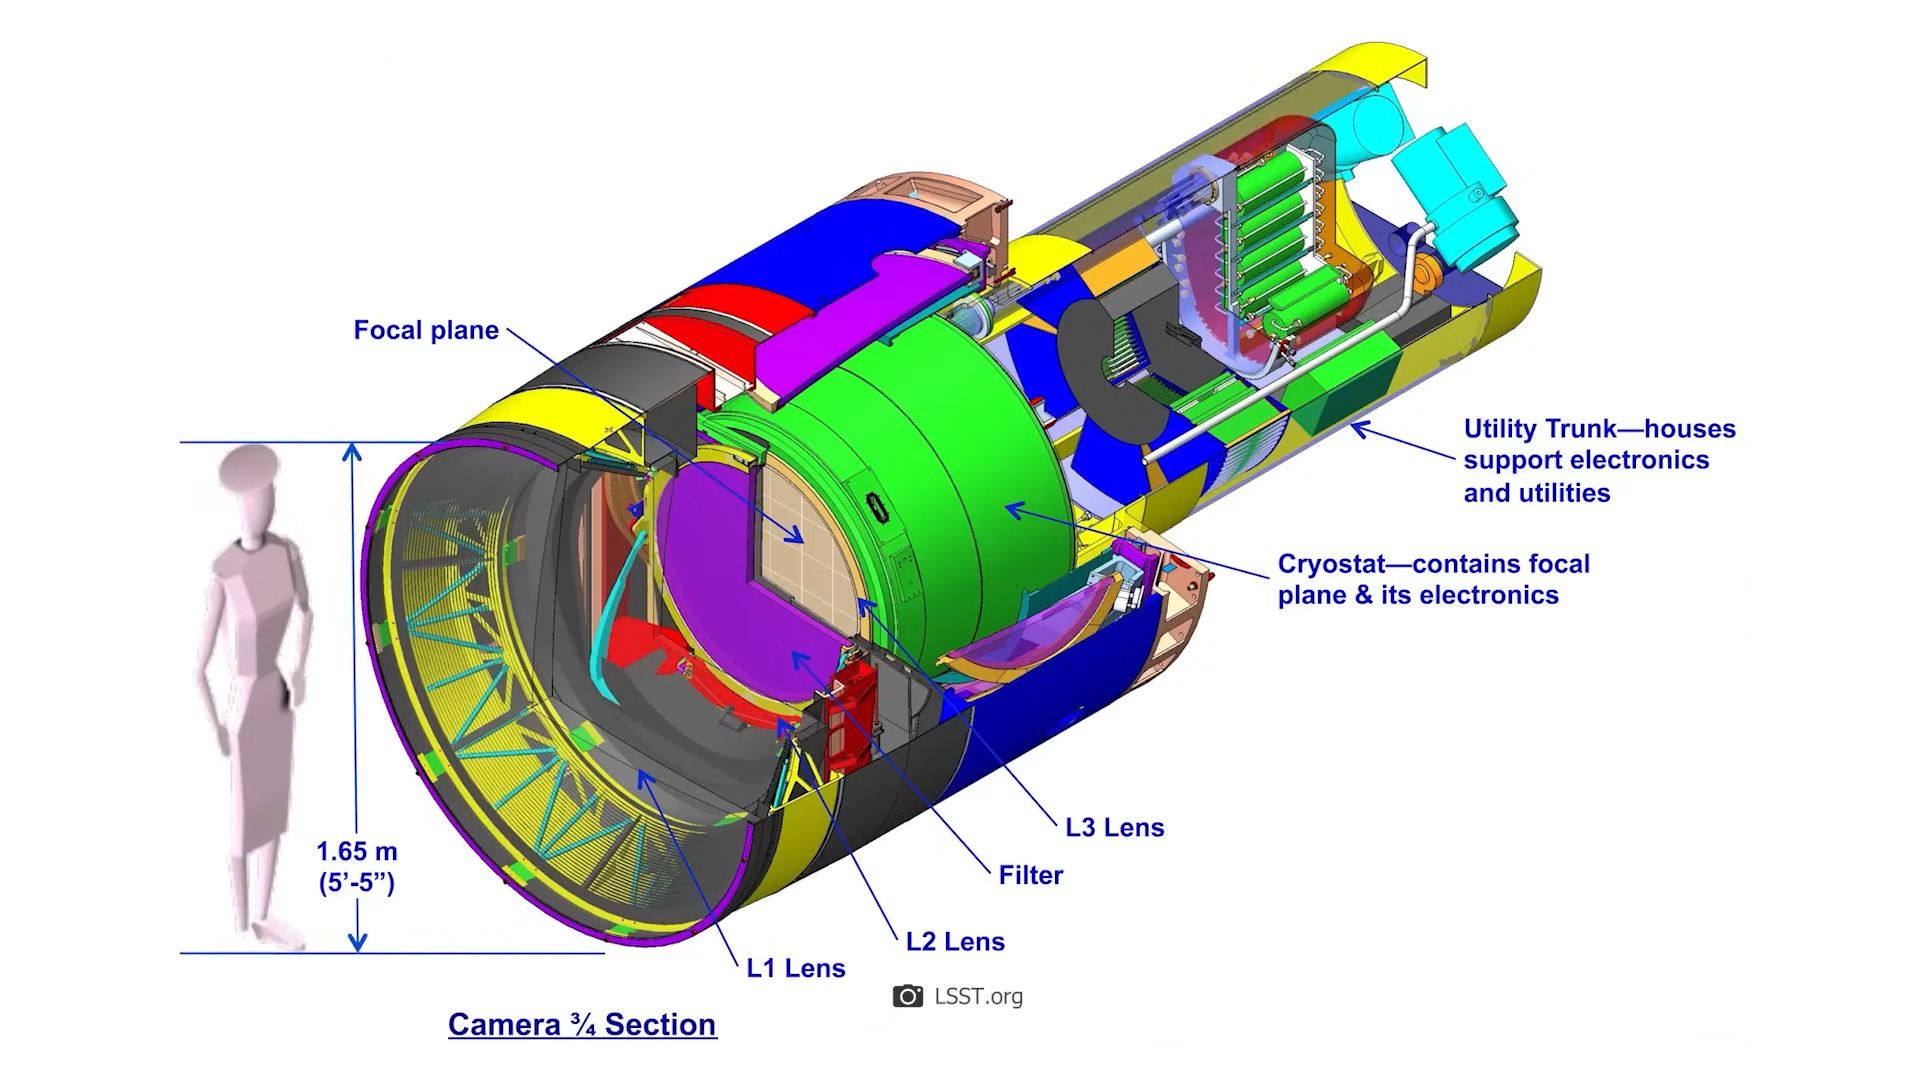 Focal plane
Utility Trunk—houses
support electronics
and utilities
Cryostat—contains focal
plane & its electronics
L3 Lens
1.65 m
(5’-5”)
Filter
L2 Lens
L1 Lens
LSST.org
Camera ¾ Section